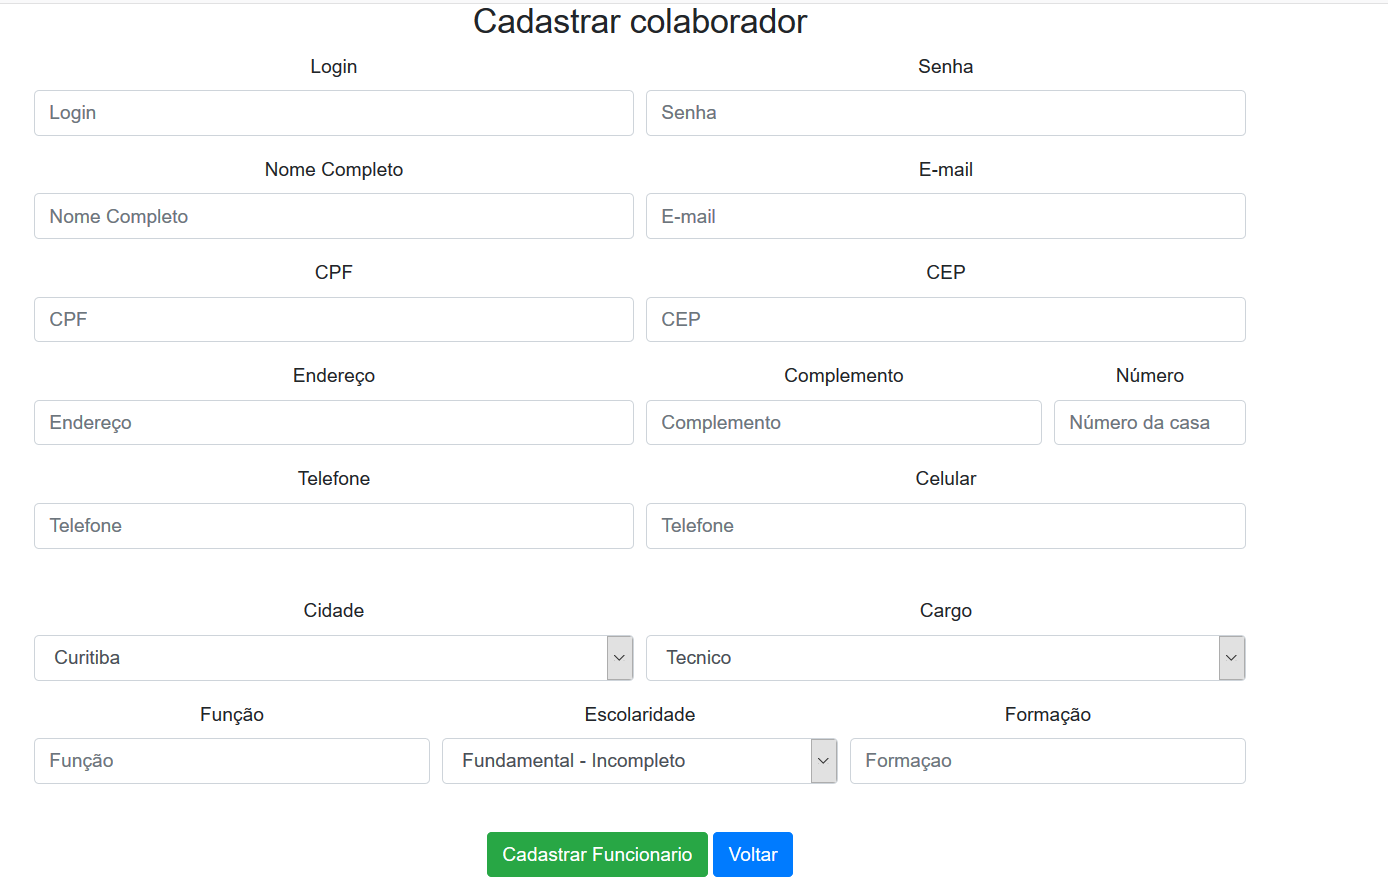 Cadastrar colaborador
Login Senha
Login Senha
Nome Completo E-mail
Nome Completo E-mail
CPF CEP
CPF CEP
Endereço Complemento Número
Endereço Complemento Número da casa
Telefone Celular
Telefone Telefone
Cidade Cargo
Curitiba Tecnico
Função Escolaridade Formação
Função Fundamental - Incompleto Formaçao
Cadastrar Funcionario Voltar